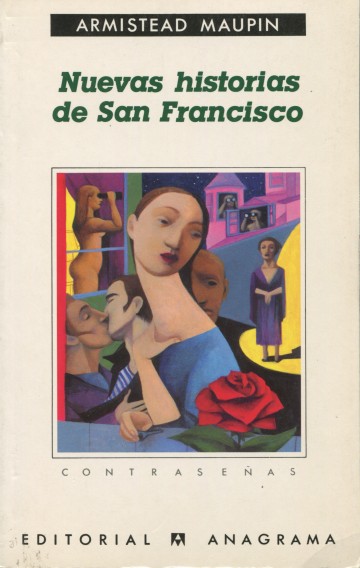 ARMISTEAD MAUPIN
Nuevas historias
de San Francisco
CONTRASEÑAS
EDITORIAL ANAGRAMA